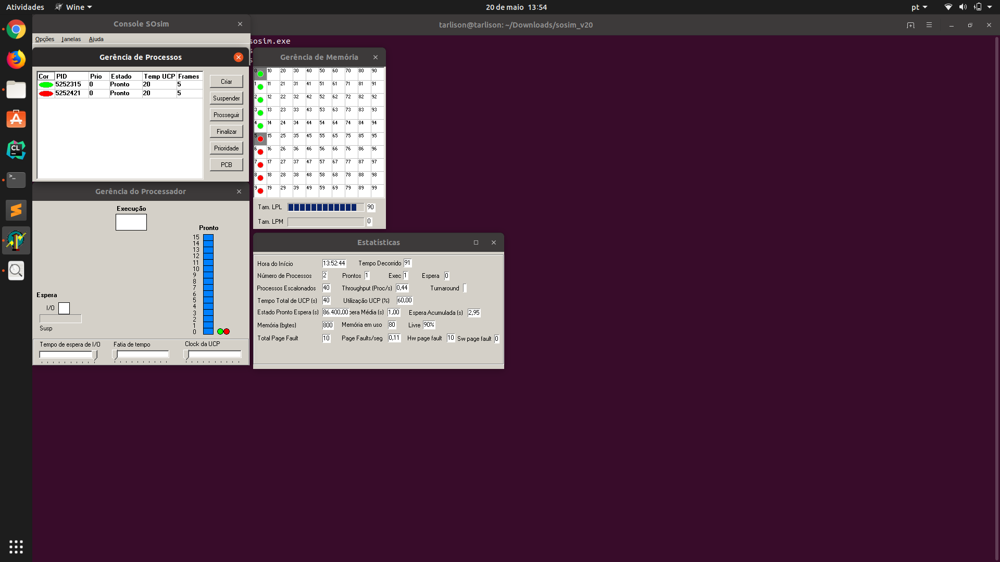 Atividades Wine 20 de maio 13:54 pt
Console SOsim
tarlison@tarlison: ~/Downloads/sosim_v20
Opções Janelas Ajuda
sosim.exe
Gerência de Processos
Cor PID Prio Estado Temp UCP Frames
5252315 0 Pronto 20 5
5252421 0 Pronto 20 5
Criar
Suspender
Prosseguir
Finalizar
Prioridade
PCB
Gerência de Memória
0 10 20 30 40 50 60 70 80 90
1 11 21 31 41 51 61 71 81 91
2 12 22 32 42 52 62 72 82 92
3 13 23 33 43 53 63 73 83 93
4 14 24 34 44 54 64 74 84 94
5 15 25 35 45 55 65 75 85 95
6 16 26 36 46 56 66 76 86 96
7 17 27 37 47 57 67 77 87 97
8 18 28 38 48 58 68 78 88 98
9 19 29 39 49 59 69 79 89 99
Tam. LPL 90
Tam. LPM 0
Gerência do Processador
Execução
Pronto
15
14
13
12
11
10
9
8
7
6
5
4
3
2
1
0
Espera
I/O
Susp
Tempo de espera de I/O Fatia de tempo Clock da UCP
Estatísticas
Hora do Início 13:52:44 Tempo Decorrido 91
Número de Processos 2 Prontos 1 Exec 1 Espera 0
Processos Escalonados 40 Throughput (Proc/s) 0,44 Turnaround
Tempo Total de UCP (s) 40 Utilização UCP (%) 60,00
Estado Pronto Espera (s) 86.400,00 pera Média (s) 1,00 Espera Acumulada (s) 2,95
Memória (bytes) 800 Memória em uso 80 Livre 90%
Total Page Fault 10 Page Faults/seg 0,11 Hw page fault 10 Sw page fault 0